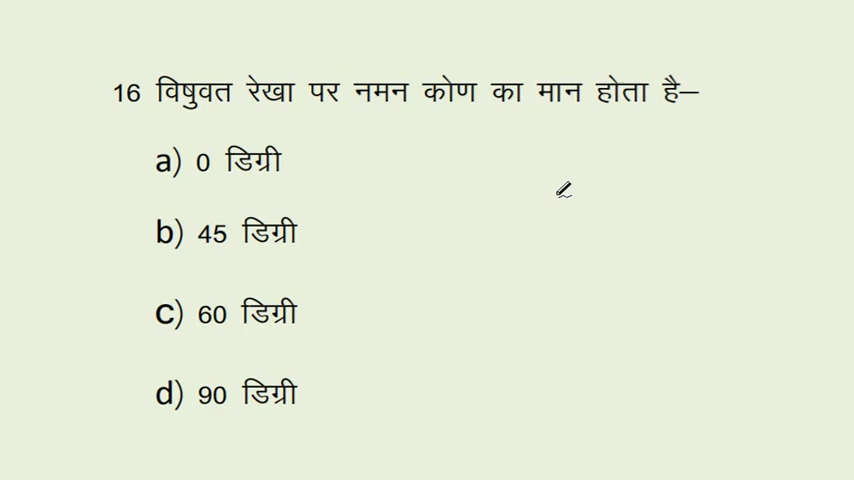 16 विषुवत रेखा पर नमन कोण का मान होता है–
a) 0 डिग्री
b) 45 डिग्री
c) 60 डिग्री
d) 90 डिग्री